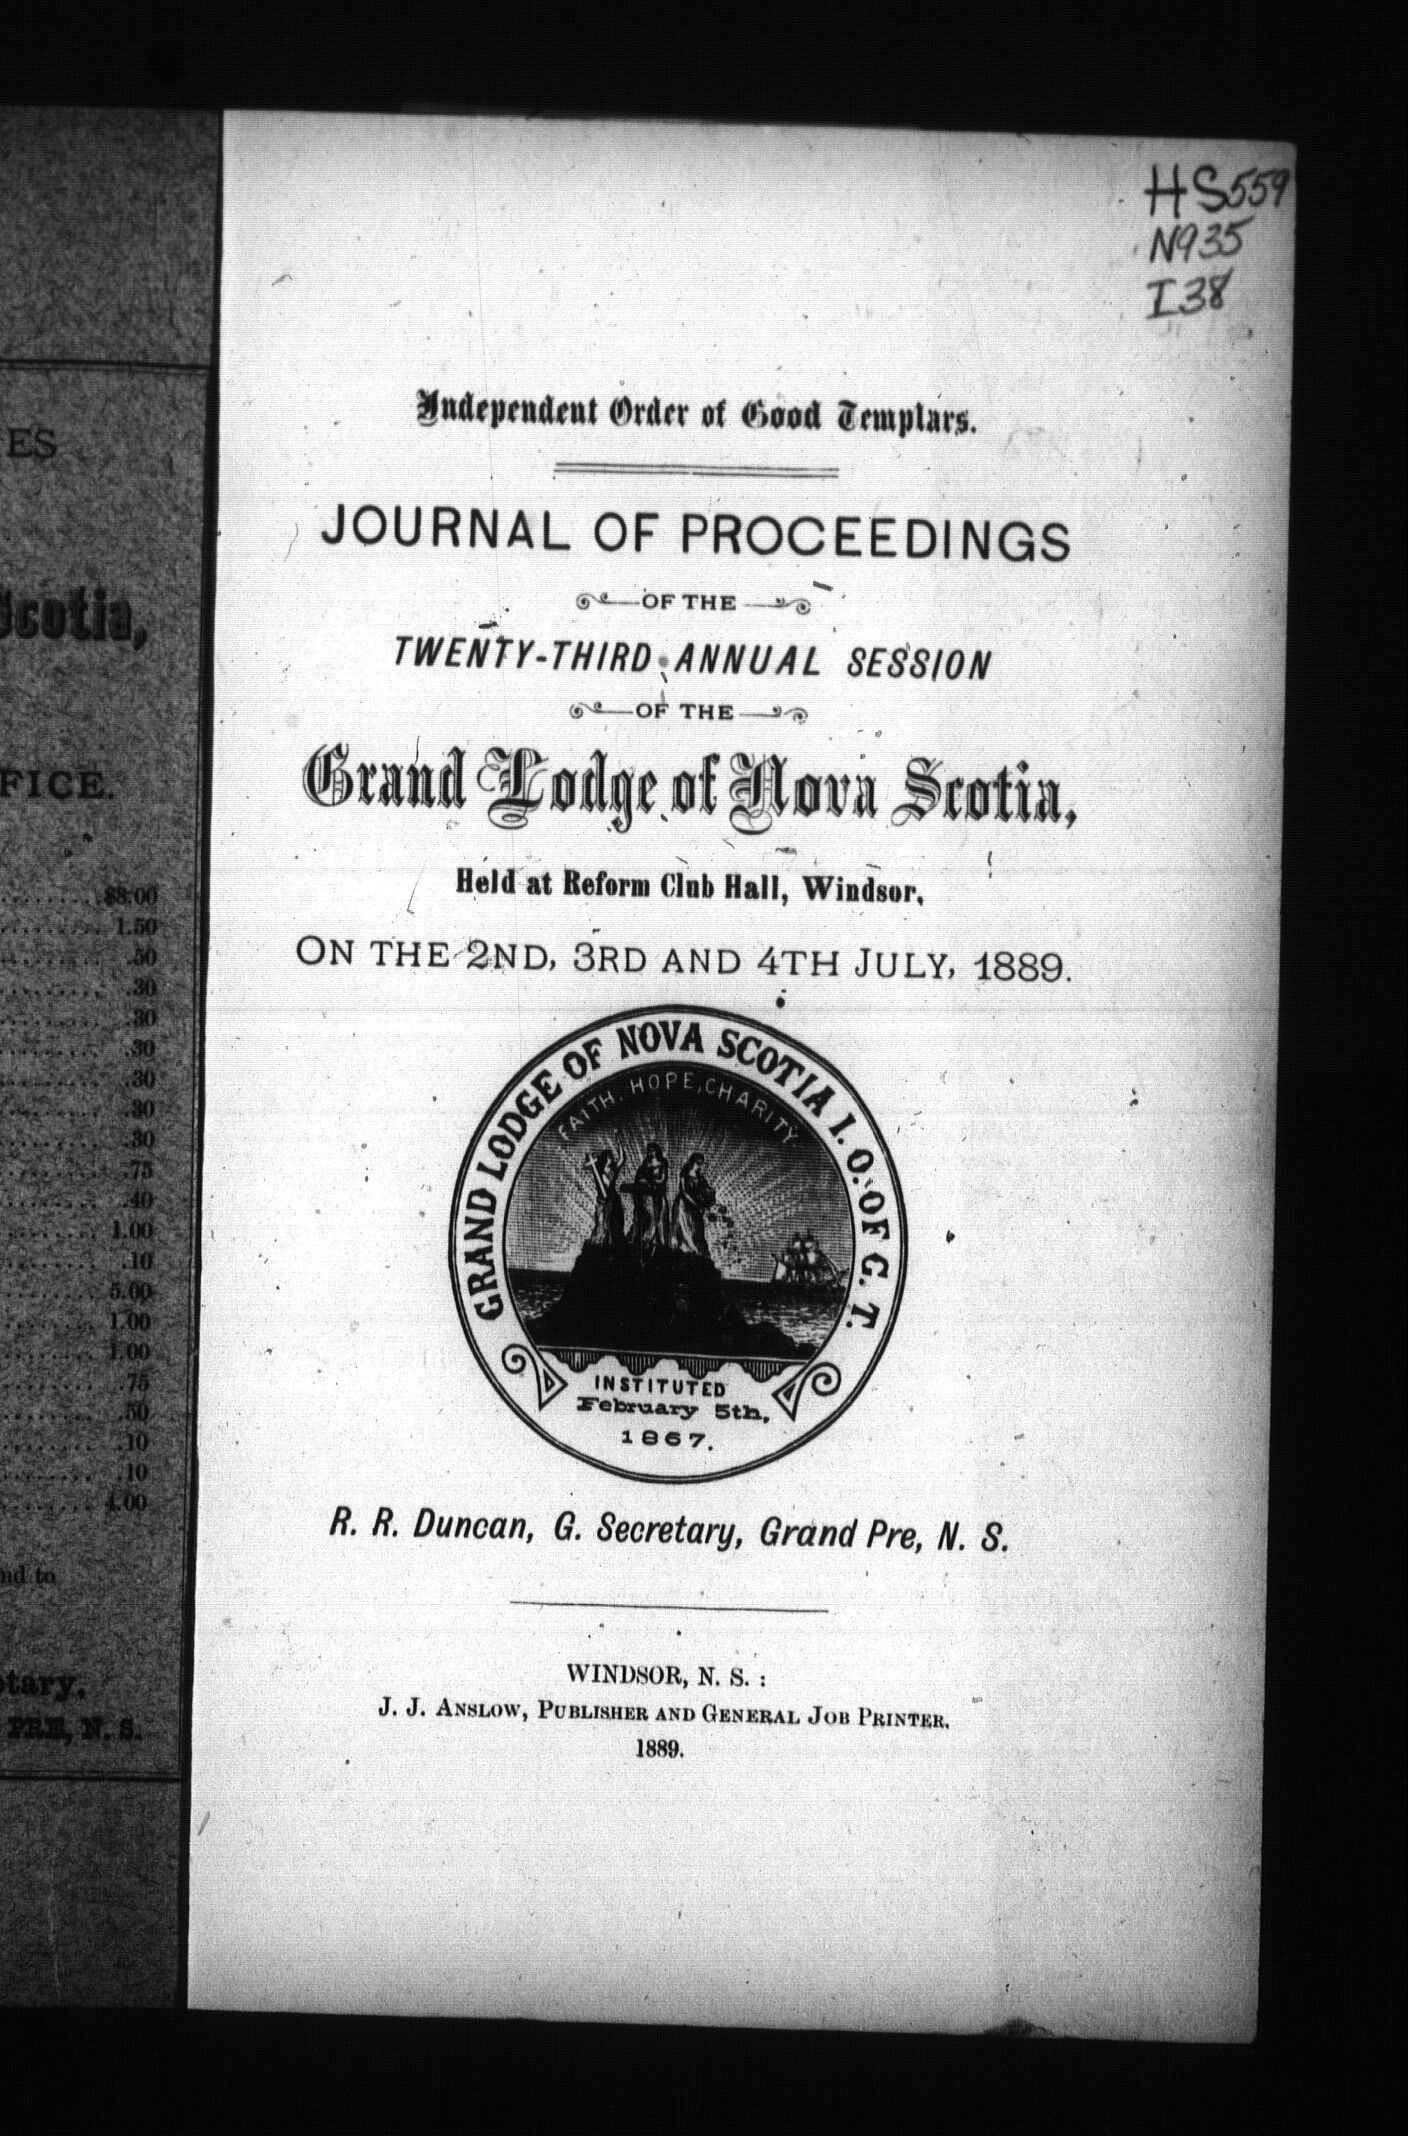 ES
Scotia,
FICE.
$8.00
1.50
.50
.30
.30
.30
.30
.30
.30
.75
.40
1.00
.10
5.00
1.00
1.00
.75
.50
.10
.10
4.00
nd to
tary.
PRE, N. S.
HS559
N935
I38
Independent Order of Good Templars.
JOURNAL OF PROCEEDINGS
OF THE
TWENTY-THIRD ANNUAL SESSION
OF THE
Grand Lodge of Nova Scotia,
Held at Reform Club Hall, Windsor,
ON THE 2ND, 3RD AND 4TH JULY, 1889.
GRAND LODGE OF NOVA SCOTIA I. O. OF G. T.
FAITH, HOPE, CHARITY
INSTITUTED
February 5th,
1867.
R. R. Duncan, G. Secretary, Grand Pre, N. S.
WINDSOR, N. S. :
J. J. ANSLOW, PUBLISHER AND GENERAL JOB PRINTER.
1889.